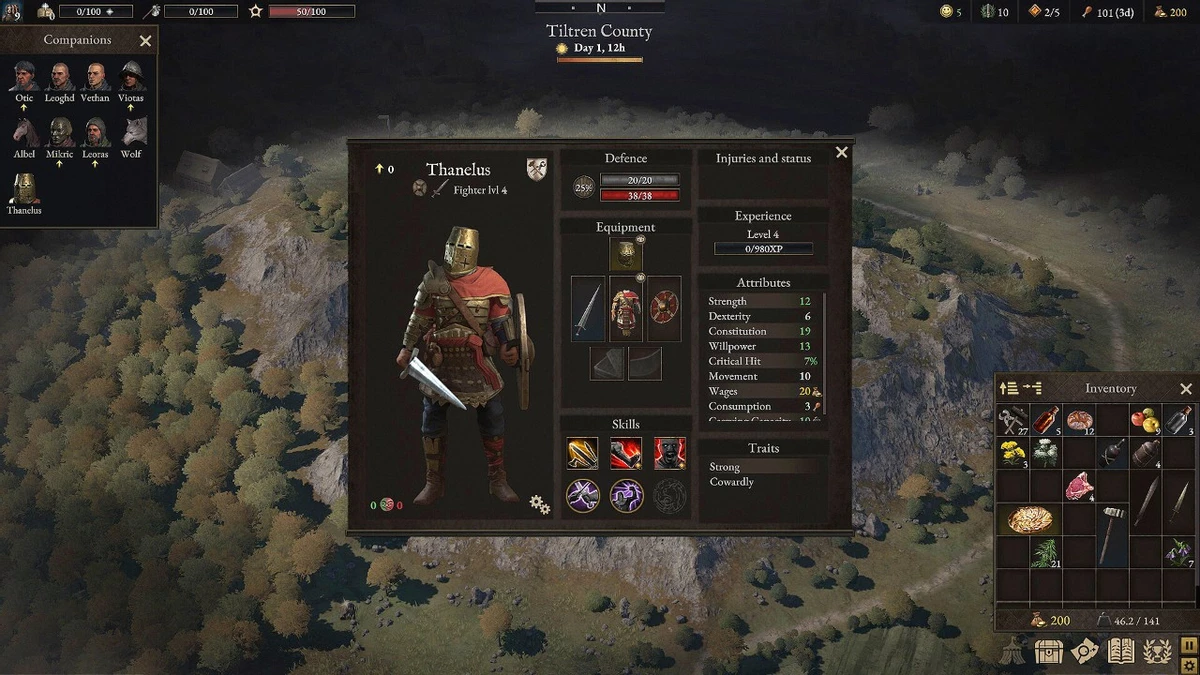 9
0/100
0/100
50/100
N
Tiltren County
Day 1, 12h
5
10
2/5
101 (3d)
200
Companions
Otic Leoghd Vethan Viotas
Albel Mikric Leoras Wolf
Thanelus
0
Thanelus
Fighter lvl 4
0 0
Defence
25%
20/20
38/38
Equipment
Skills
Injuries and status
Experience
Level 4
0/980XP
Attributes
Strength 12
Dexterity 6
Constitution 19
Willpower 13
Critical Hit 7%
Movement 10
Wages 20
Consumption 3
Traits
Strong
Cowardly
Inventory
27 5 12 3
3 4
4
21 7
200 46.2 / 141